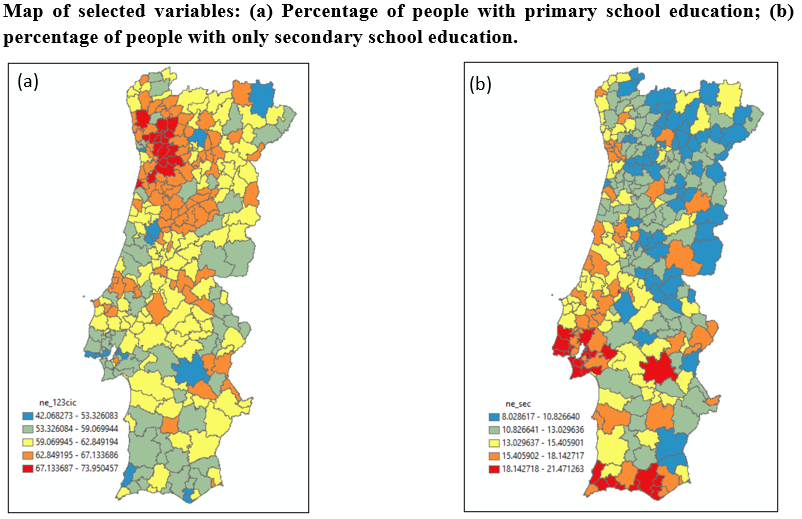 Map of selected variables: (a) Percentage of people with primary school education; (b)
percentage of people with only secondary school education.
(a)
ne_123cic
42.068273 - 53.326083
53.326084 - 59.069944
59.069945 - 62.849194
62.849195 - 67.133686
67.133687 - 73.950457
(b)
ne_sec
8.028617 - 10.826640
10.826641 - 13.029636
13.029637 - 15.405901
15.405902 - 18.142717
18.142718 - 21.471263